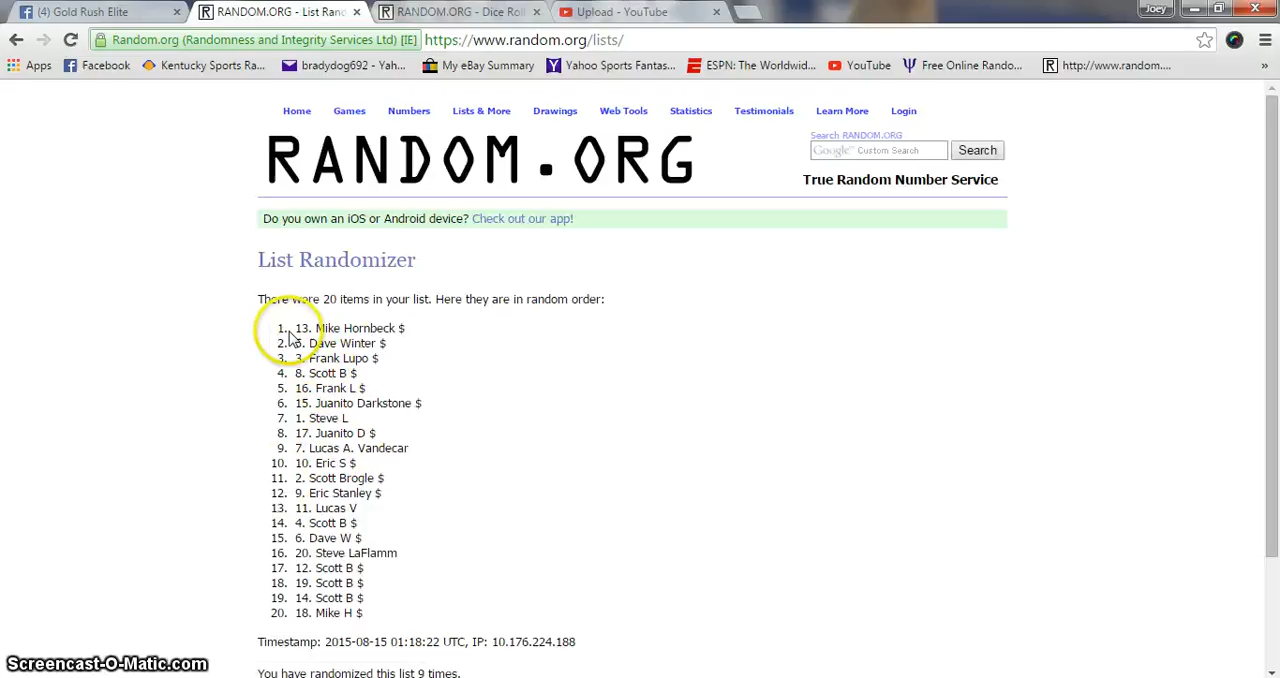 (4) Gold Rush Elite
RANDOM.ORG - List Rand
RANDOM.ORG - Dice Roll
Upload - YouTube
Joey
Random.org (Randomness and Integrity Services Ltd) [IE] https://www.random.org/lists/
Apps Facebook Kentucky Sports Ra... bradydog692 - Yah... My eBay Summary Yahoo Sports Fantas... ESPN: The Worldwid... YouTube Free Online Rando... http://www.random.... »
Home Games Numbers Lists & More Drawings Web Tools Statistics Testimonials Learn More Login
RANDOM.ORG
Search RANDOM.ORG
Google™ Custom Search Search
True Random Number Service
Do you own an iOS or Android device? Check out our app!
List Randomizer
There were 20 items in your list. Here they are in random order:
1. 13. Mike Hornbeck $
2. 5. Dave Winter $
3. 3. Frank Lupo $
4. 8. Scott B $
5. 16. Frank L $
6. 15. Juanito Darkstone $
7. 1. Steve L
8. 17. Juanito D $
9. 7. Lucas A. Vandecar
10. 10. Eric S $
11. 2. Scott Brogle $
12. 9. Eric Stanley $
13. 11. Lucas V
14. 4. Scott B $
15. 6. Dave W $
16. 20. Steve LaFlamm
17. 12. Scott B $
18. 19. Scott B $
19. 14. Scott B $
20. 18. Mike H $
Timestamp: 2015-08-15 01:18:22 UTC, IP: 10.176.224.188
You have randomized this list 9 times.
Screencast-O-Matic.com